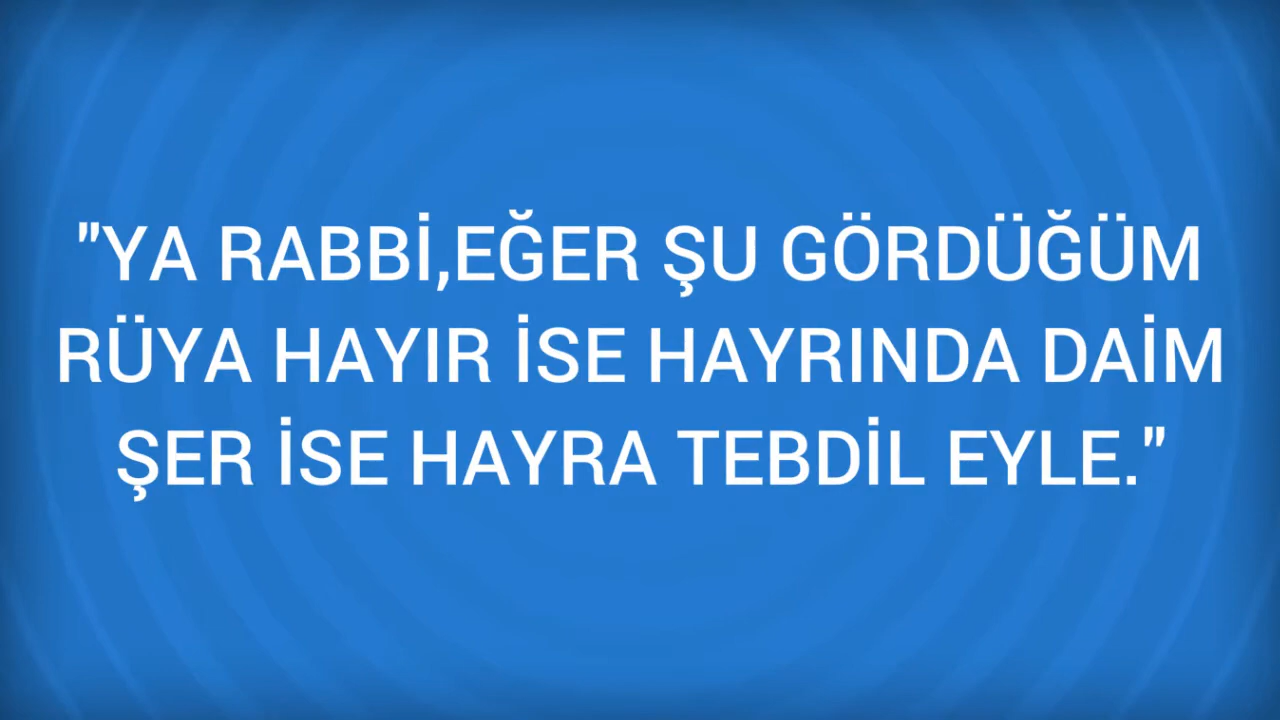 "YA RABBİ,EĞER ŞU GÖRDÜĞÜM
RÜYA HAYIR İSE HAYRINDA DAİM
ŞER İSE HAYRA TEBDİL EYLE."